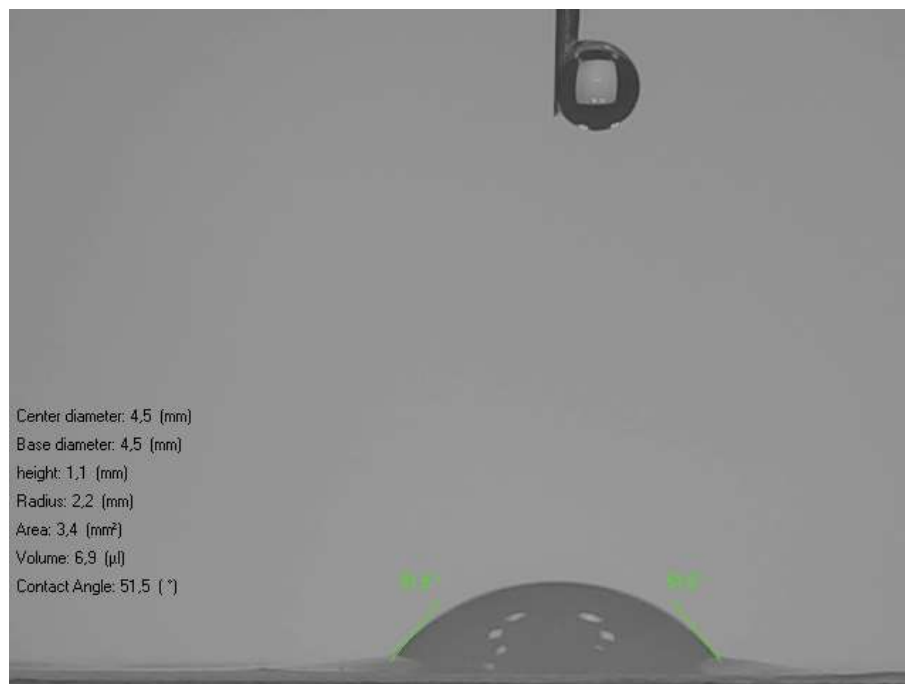 Center diameter: 4,5 (mm)
Base diameter: 4,5 (mm)
height: 1,1 (mm)
Radius: 2,2 (mm)
Area: 3,4 (mm²)
Volume: 6,9 (µl)
Contact Angle: 51,5 ( °)